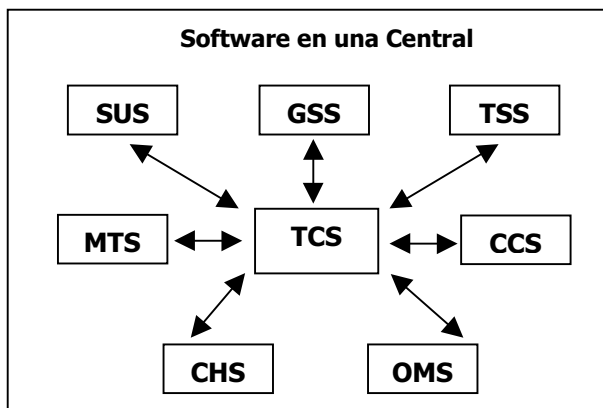 Software en una Central
SUS GSS TSS
MTS TCS CCS
CHS OMS